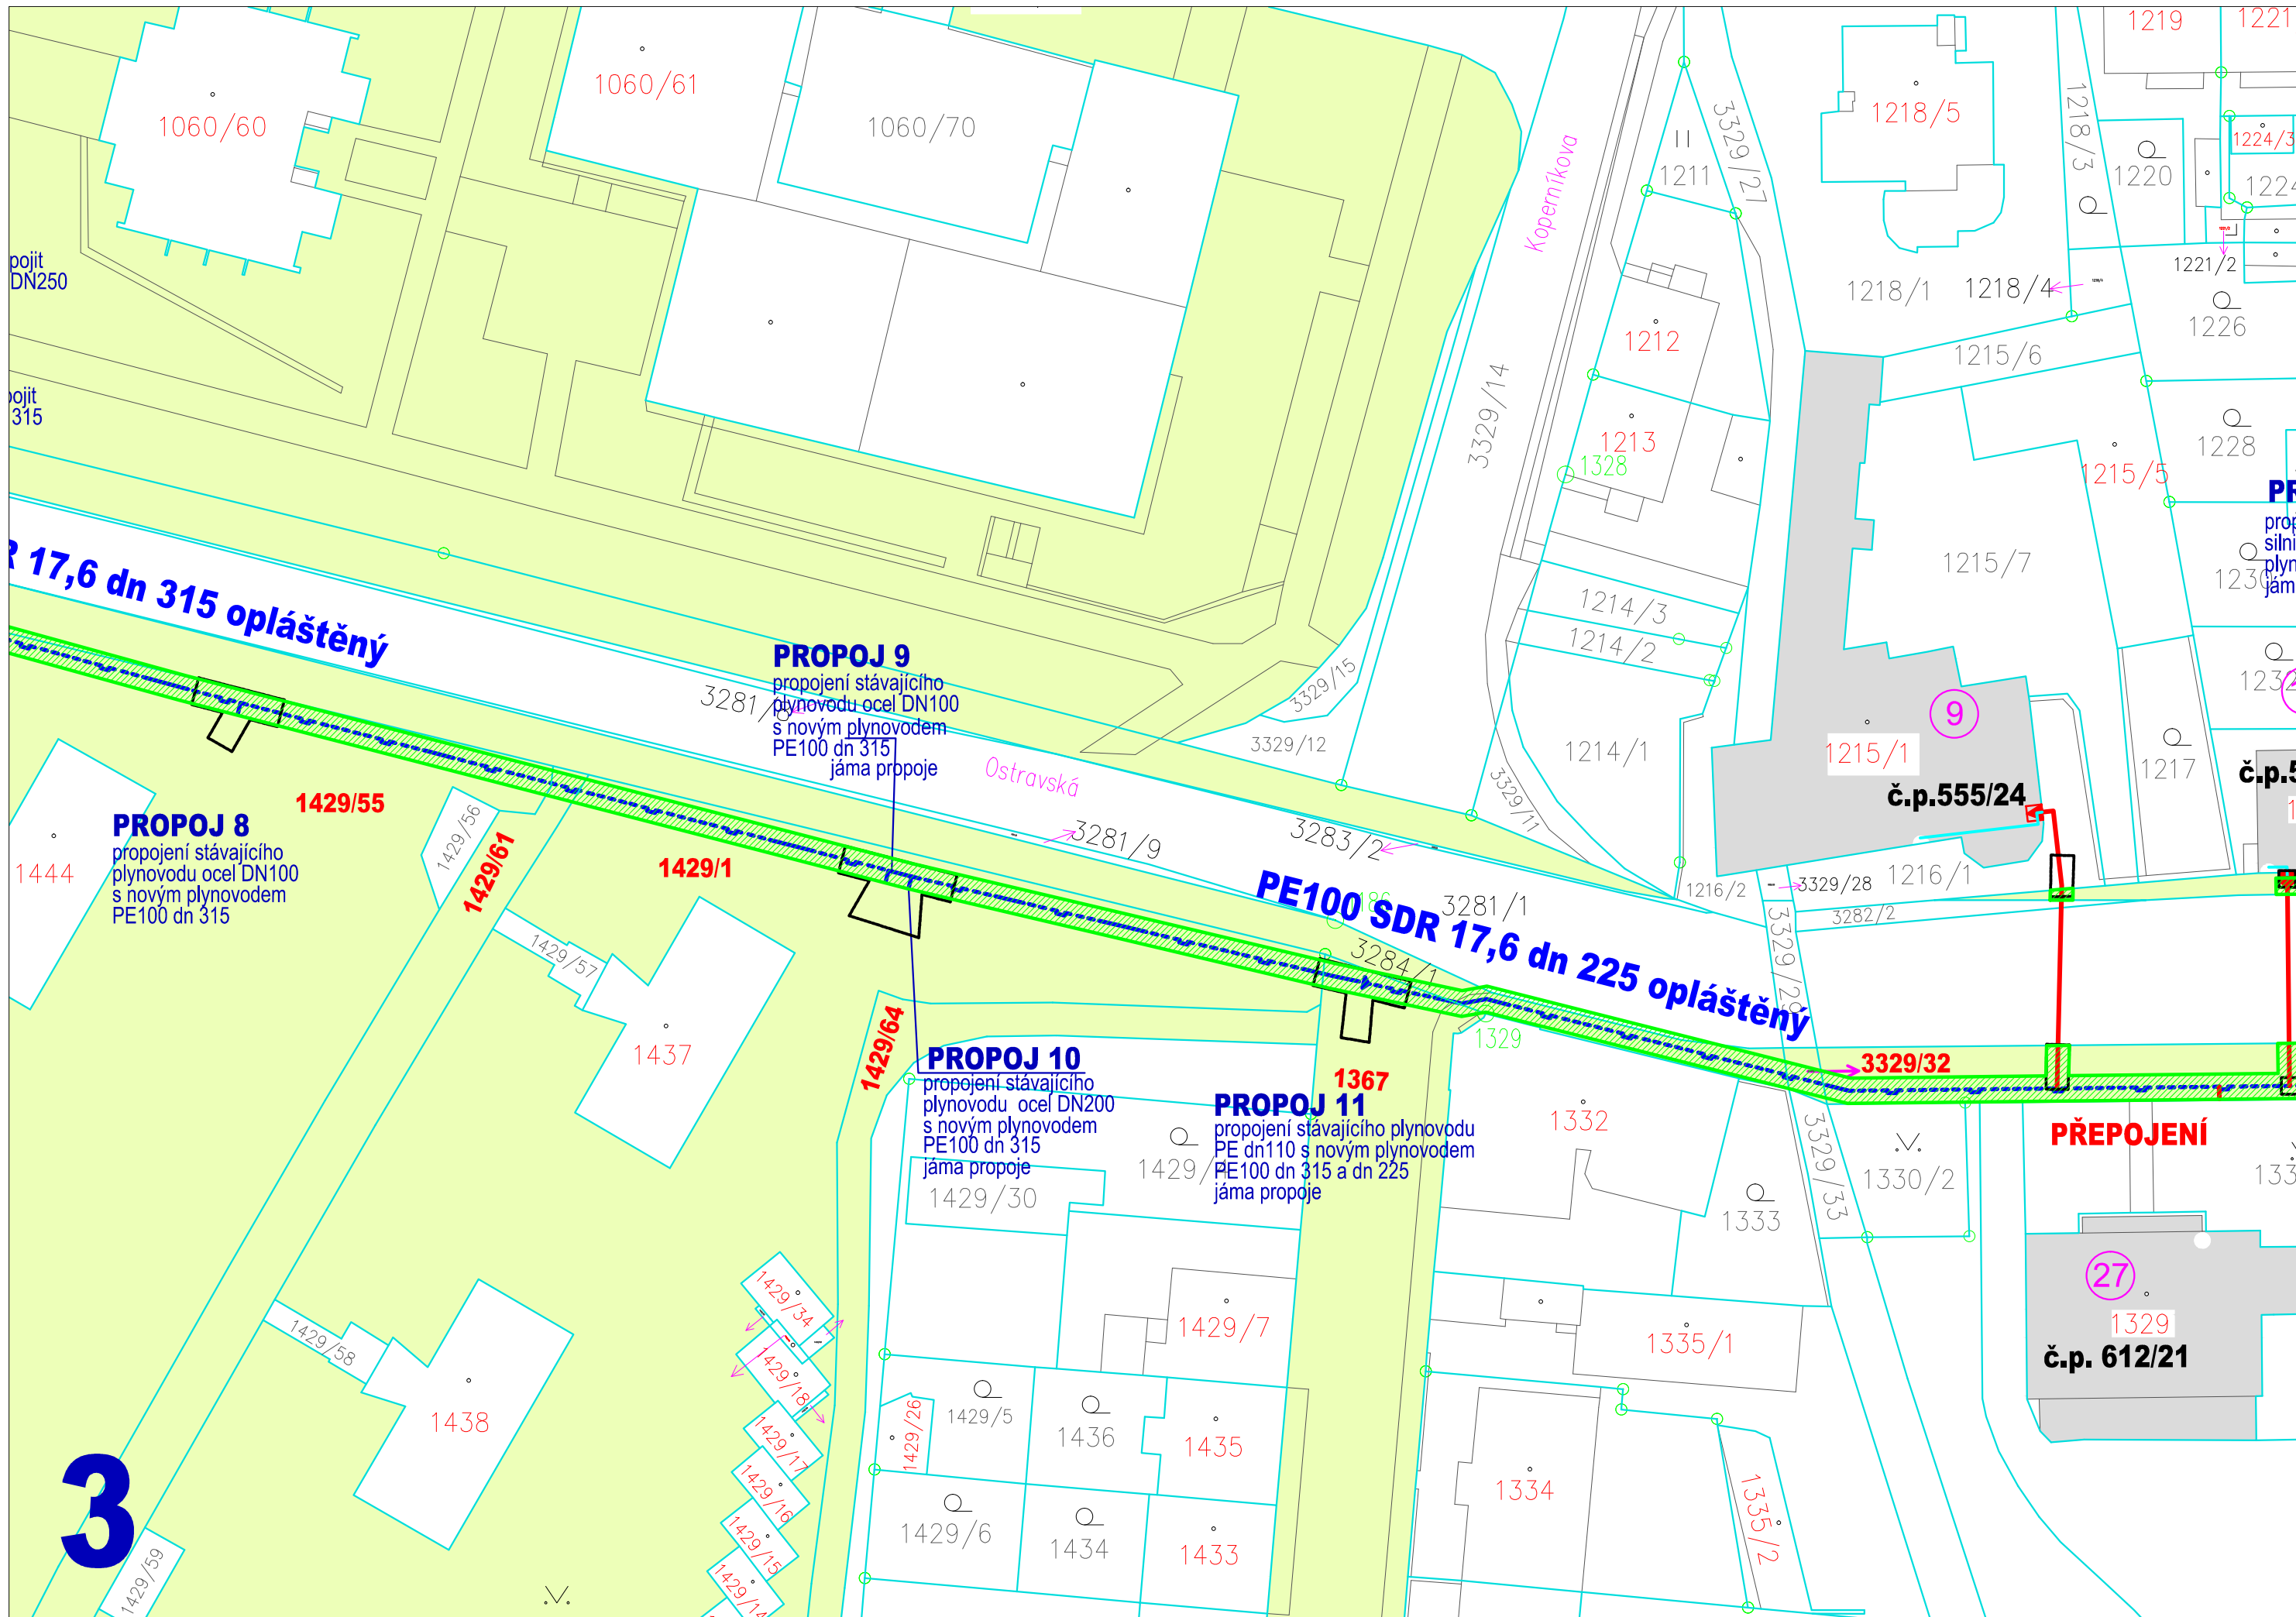 1060/60
1060/61
1060/70
Koperníkova
1211
3329/27
1218/5
1218/3
1219
1221
1220
1224/3
1224
1221/2
1218/1
1218/4
1226
1215/6
1212
1213
1328
3329/14
1228
1215/5
1215/7
pojit
DN250
pojit
315
R 17,6 dn 315 opláštěný
PROPOJ 9
propojení stávajícího
plynovodu ocel DN100
s novým plynovodem
PE100 dn 315
jáma propoje
3281/8
Ostravská
3329/15
3329/12
1214/3
1214/2
1214/1
3329/11
9
1215/1
č.p.555/24
1217
1232
1230
PROPOJ 8
propojení stávajícího
plynovodu ocel DN100
s novým plynovodem
PE100 dn 315
1444
1429/55
1429/56
1429/61
1429/1
3281/9
3283/2
3281/1
1216/2
3329/28
1216/1
3282/2
PE100 SDR 17,6 dn 225 opláštěný
3284/1
3329/29
1429/57
1437
1429/64
PROPOJ 10
propojení stávajícího
plynovodu ocel DN200
s novým plynovodem
PE100 dn 315
jáma propoje
1367
PROPOJ 11
propojení stávajícího plynovodu
PE dn110 s novým plynovodem
PE100 dn 315 a dn 225
jáma propoje
1329
3329/32
PŘEPOJENÍ
1332
1333
3329/33
1330/2
1429/30
1429/7
1335/1
27
1329
č.p. 612/21
1429/34
1429/18
1429/17
1429/16
1429/15
1429/14
1429/58
1438
1429/26
1429/5
1436
1435
1429/6
1434
1433
1334
1335/2
3
1429/59